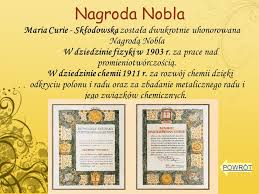 Nagroda Nobla
Maria Curie - Skłodowska została dwukrotnie uhonorowana
Nagrodą Nobla
W dziedzinie fizyki w 1903 r. za prace nad
promieniotwórczością.
W dziedzinie chemii 1911 r. za rozwój chemii dzięki
odkryciu polonu i radu oraz za zbadanie metalicznego radu i
jego związków chemicznych.
POWRÓT